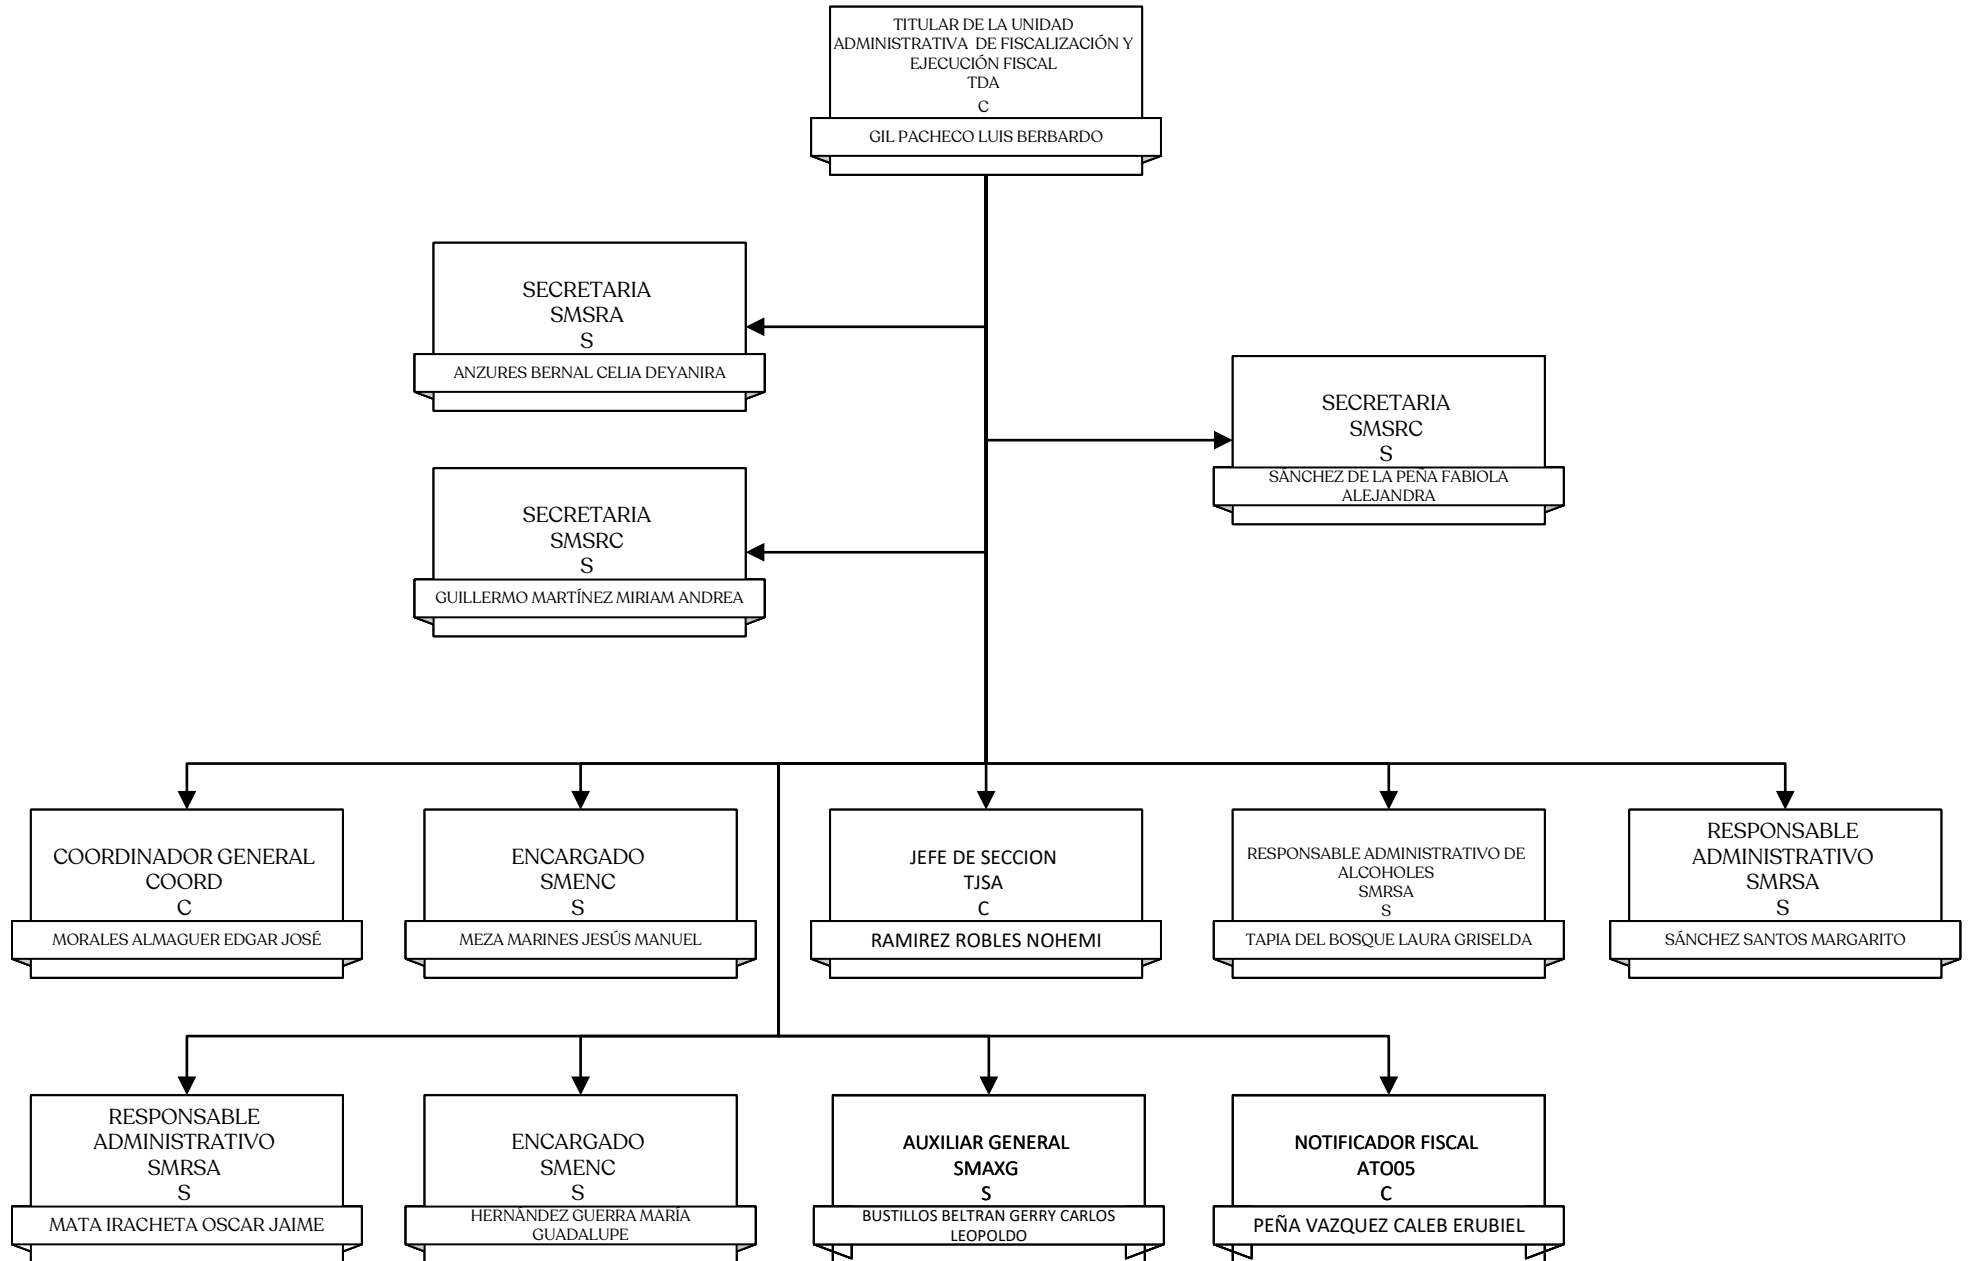 TITULAR DE LA UNIDAD
ADMINISTRATIVA DE FISCALIZACIÓN Y
EJECUCIÓN FISCAL
TDA
C
GIL PACHECO LUIS BERBARDO
SECRETARIA
SMSRA
S
ANZURES BERNAL CELIA DEYANIRA
SECRETARIA
SMSRC
S
SÁNCHEZ DE LA PEÑA FABIOLA
ALEJANDRA
SECRETARIA
SMSRC
S
GUILLERMO MARTÍNEZ MIRIAM ANDREA
COORDINADOR GENERAL
COORD
C
MORALES ALMAGUER EDGAR JOSÉ
ENCARGADO
SMENC
S
MEZA MARINES JESÚS MANUEL
JEFE DE SECCION
TJSA
C
RAMIREZ ROBLES NOHEMI
RESPONSABLE ADMINISTRATIVO DE
ALCOHOLES
SMRSA
S
TAPIA DEL BOSQUE LAURA GRISELDA
RESPONSABLE
ADMINISTRATIVO
SMRSA
S
SÁNCHEZ SANTOS MARGARITO
RESPONSABLE
ADMINISTRATIVO
SMRSA
S
MATA IRACHETA OSCAR JAIME
ENCARGADO
SMENC
S
HERNÁNDEZ GUERRA MARÍA
GUADALUPE
AUXILIAR GENERAL
SMAXG
S
BUSTILLOS BELTRAN GERRY CARLOS
LEOPOLDO
NOTIFICADOR FISCAL
ATO05
C
PEÑA VAZQUEZ CALEB ERUBIEL